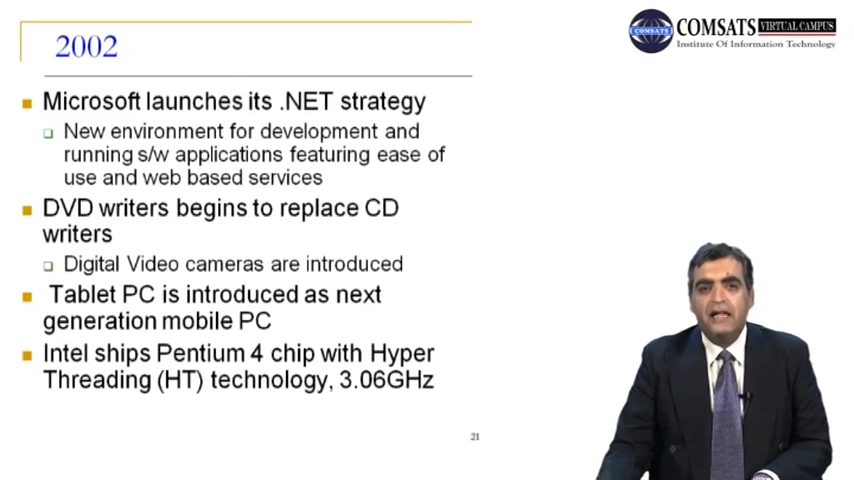 2002
Microsoft launches its .NET strategy
New environment for development and
running s/w applications featuring ease of
use and web based services
DVD writers begins to replace CD
writers
Digital Video cameras are introduced
Tablet PC is introduced as next
generation mobile PC
Intel ships Pentium 4 chip with Hyper
Threading (HT) technology, 3.06GHz
21
COMSATS
COMSATS VIRTUAL CAMPUS
Institute Of Information Technology